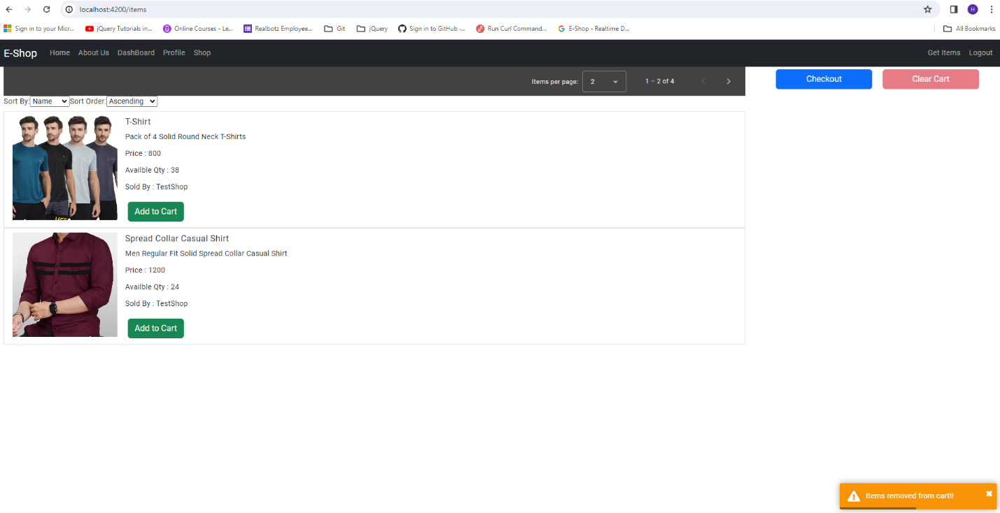 localhost:4200/items
H
Sign in to your Micr...
jQuery Tutorials in...
Online Courses - Le...
Realbotz Employee...
Git
jQuery
Sign in to GitHub ·...
Run Curl Command...
E-Shop - Realtime D...
All Bookmarks
E-Shop Home About Us DashBoard Profile Shop Get Items Logout
Items per page: 2 1 – 2 of 4
Checkout Clear Cart
Sort By: Name Sort Order: Ascending
T-Shirt
Pack of 4 Solid Round Neck T-Shirts
Price : 800
Availble Qty : 38
Sold By : TestShop
Add to Cart
Spread Collar Casual Shirt
Men Regular Fit Solid Spread Collar Casual Shirt
Price : 1200
Availble Qty : 24
Sold By : TestShop
Add to Cart
Items removed from cart!!